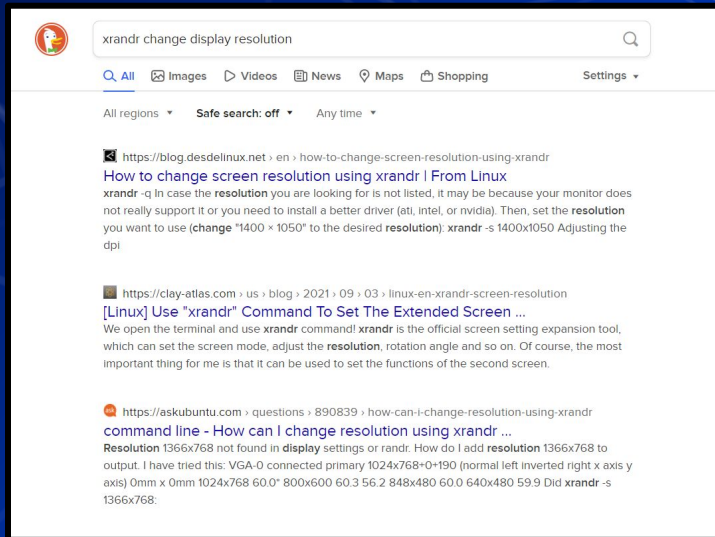 xrandr change display resolution
All Images Videos News Maps Shopping Settings
All regions Safe search: off Any time
https://blog.desdelinux.net › en › how-to-change-screen-resolution-using-xrandr
How to change screen resolution using xrandr | From Linux
xrandr -q In case the resolution you are looking for is not listed, it may be because your monitor does
not really support it or you need to install a better driver (ati, intel, or nvidia). Then, set the resolution
you want to use (change "1400 × 1050" to the desired resolution): xrandr -s 1400x1050 Adjusting the
dpi
https://clay-atlas.com › us › blog › 2021 › 09 › 03 › linux-en-xrandr-screen-resolution
[Linux] Use "xrandr" Command To Set The Extended Screen ...
We open the terminal and use xrandr command! xrandr is the official screen setting expansion tool,
which can set the screen mode, adjust the resolution, rotation angle and so on. Of course, the most
important thing for me is that it can be used to set the functions of the second screen.
ask
https://askubuntu.com › questions › 890839 › how-can-i-change-resolution-using-xrandr
command line - How can I change resolution using xrandr ...
Resolution 1366x768 not found in display settings or randr. How do I add resolution 1366x768 to
output. I have tried this: VGA-0 connected primary 1024x768+0+190 (normal left inverted right x axis y
axis) 0mm x 0mm 1024x768 60.0* 800x600 60.3 56.2 848x480 60.0 640x480 59.9 Did xrandr -s
1366x768: